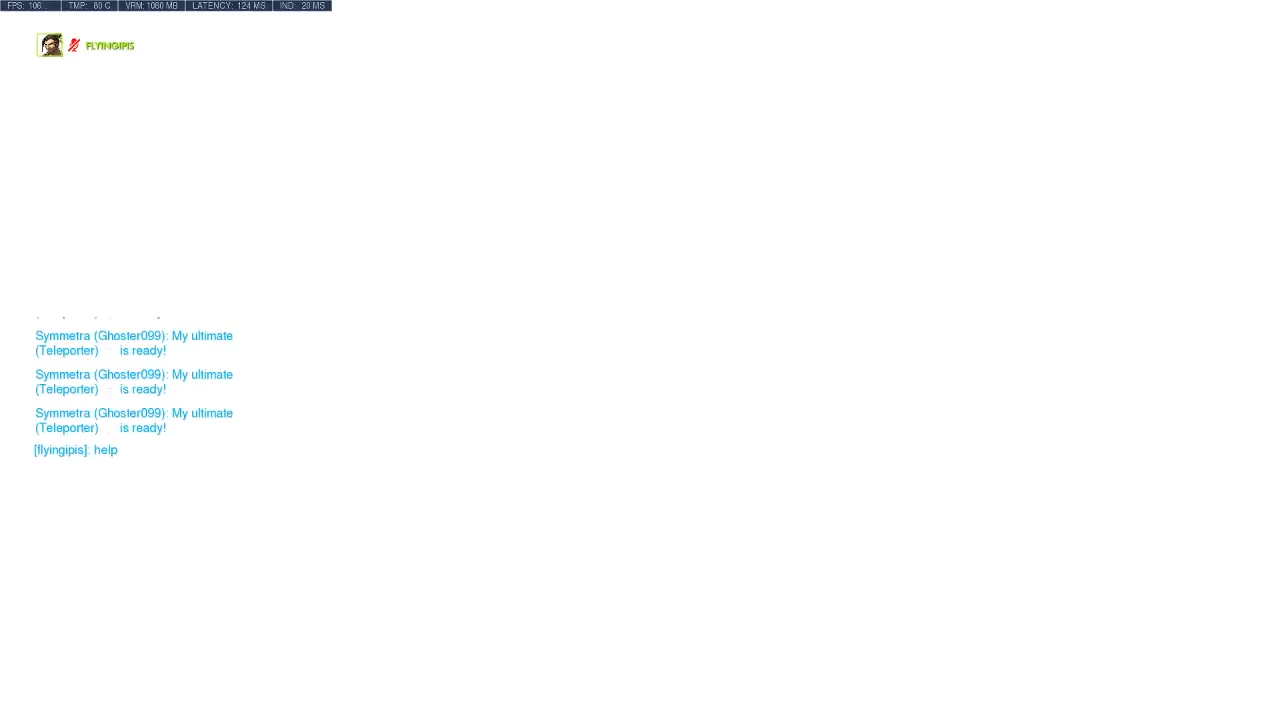 FPS: 106 TMP: 80 C VRM: 1080 MB LATENCY: 124 MS IND: 20 MS
FLYINGIPIS
Symmetra (Ghoster099): My ultimate
(Teleporter) is ready!
Symmetra (Ghoster099): My ultimate
(Teleporter) is ready!
Symmetra (Ghoster099): My ultimate
(Teleporter) is ready!
[flyingipis]: help